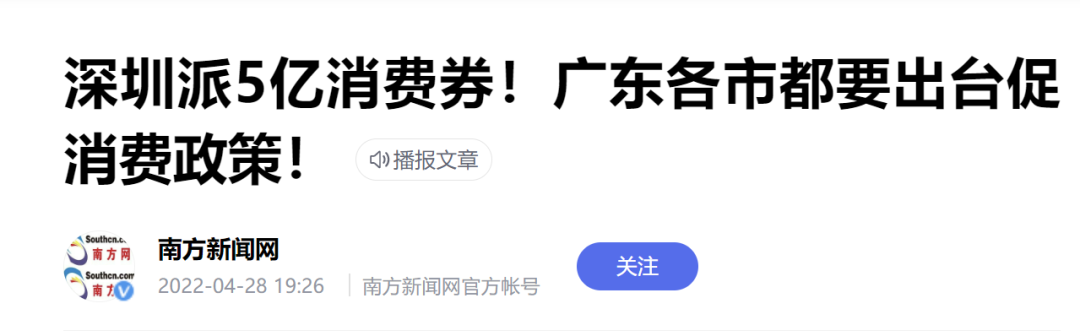 深圳派5亿消费券！广东各市都要出台促
消费政策！
播报文章
Southcn.c
南方网
Southcn.com
南方
南方新闻网
2022-04-28 19:26
南方新闻网官方帐号
关注